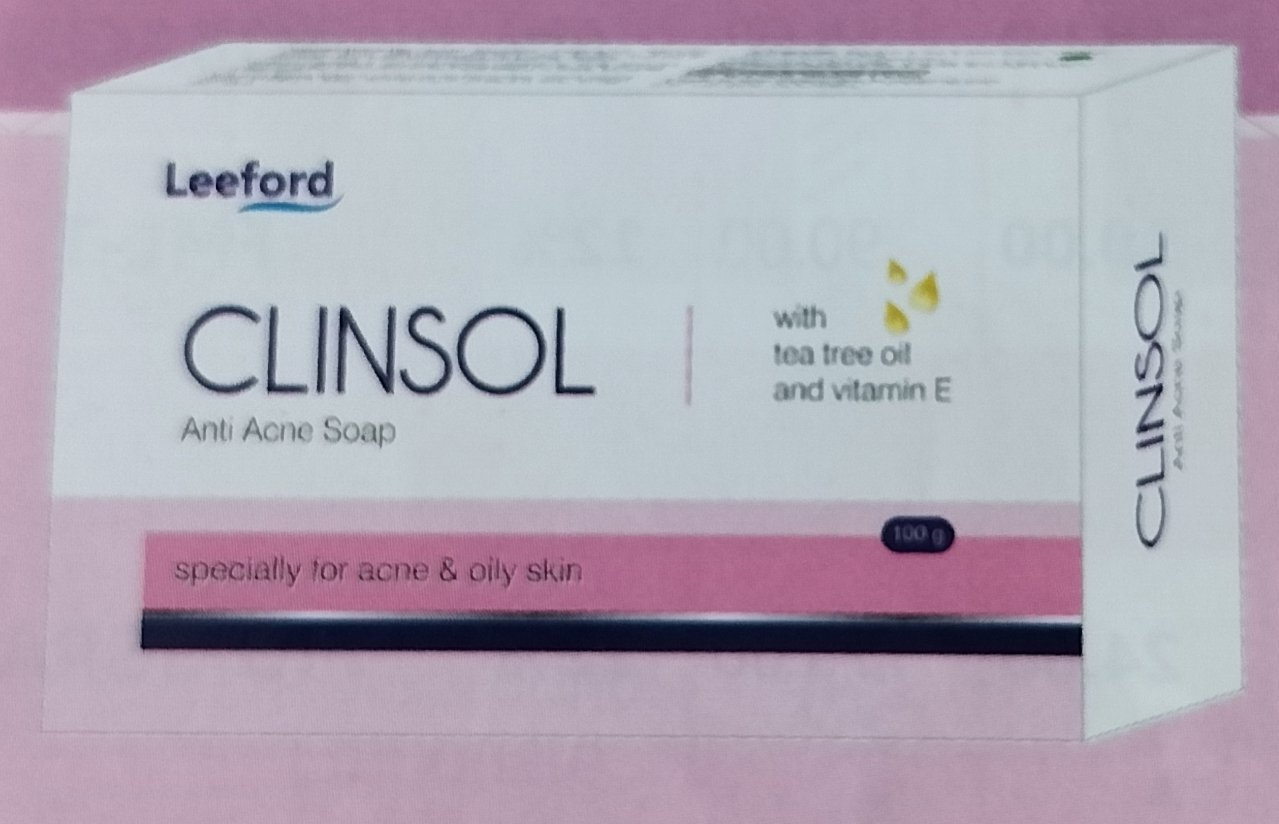 Leeford
CLINSOL
Anti Acne Soap
with
tea tree oil
and vitamin E
100 g
specially for acne & oily skin
CLINSOL
Anti Acne Soap